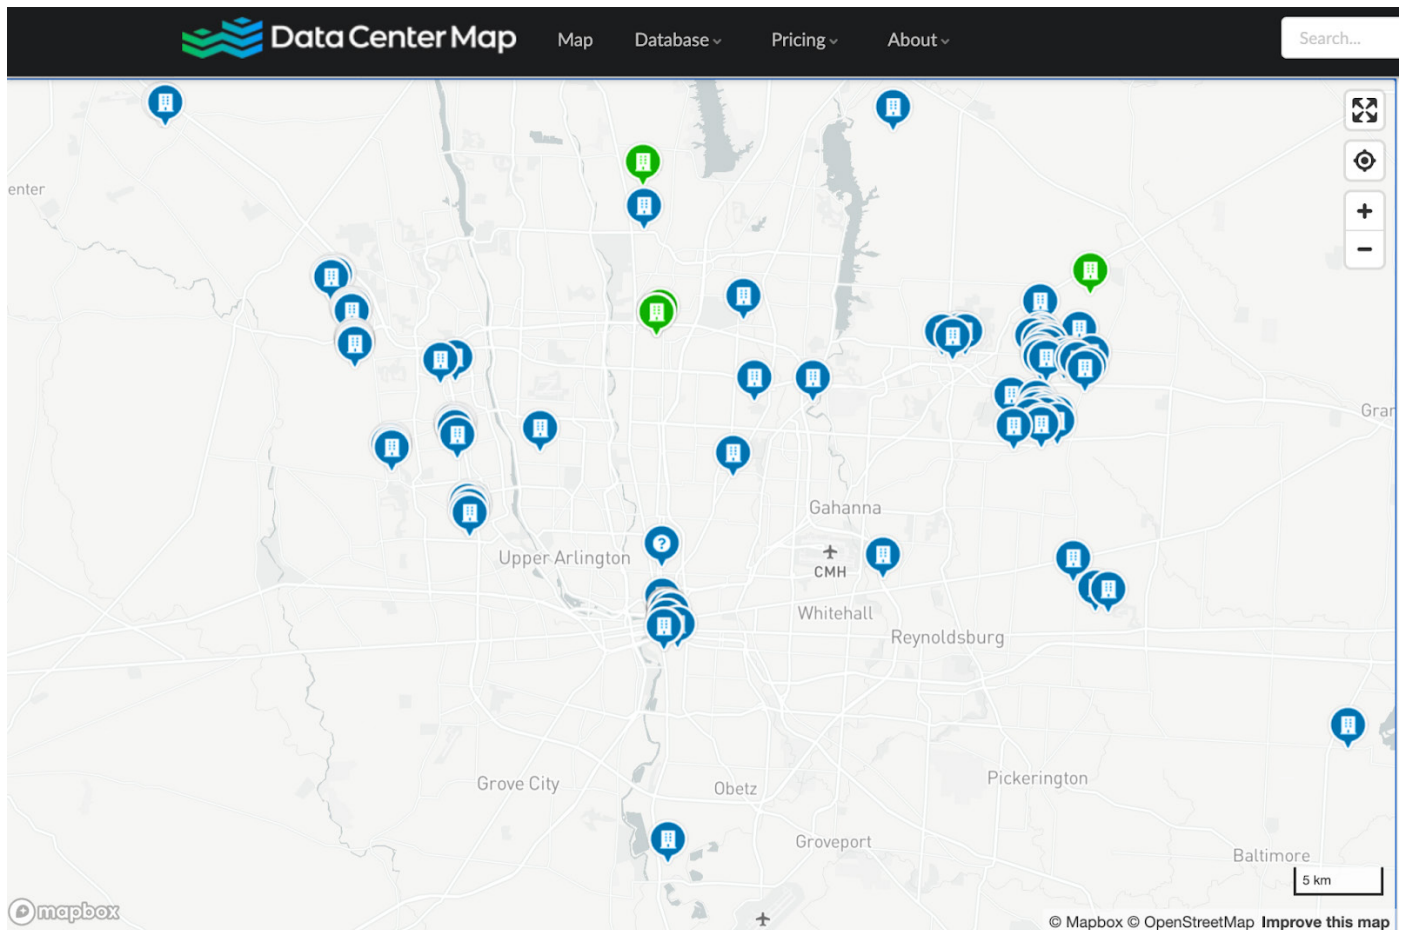 Data Center Map
Map
Database
Pricing
About
Search...
enter
+
−
Gran
Gahanna
Upper Arlington
?
CMH
Whitehall
Reynoldsburg
Pickerington
Grove City
Obetz
Groveport
Baltimore
5 km
mapbox
© Mapbox © OpenStreetMap Improve this map